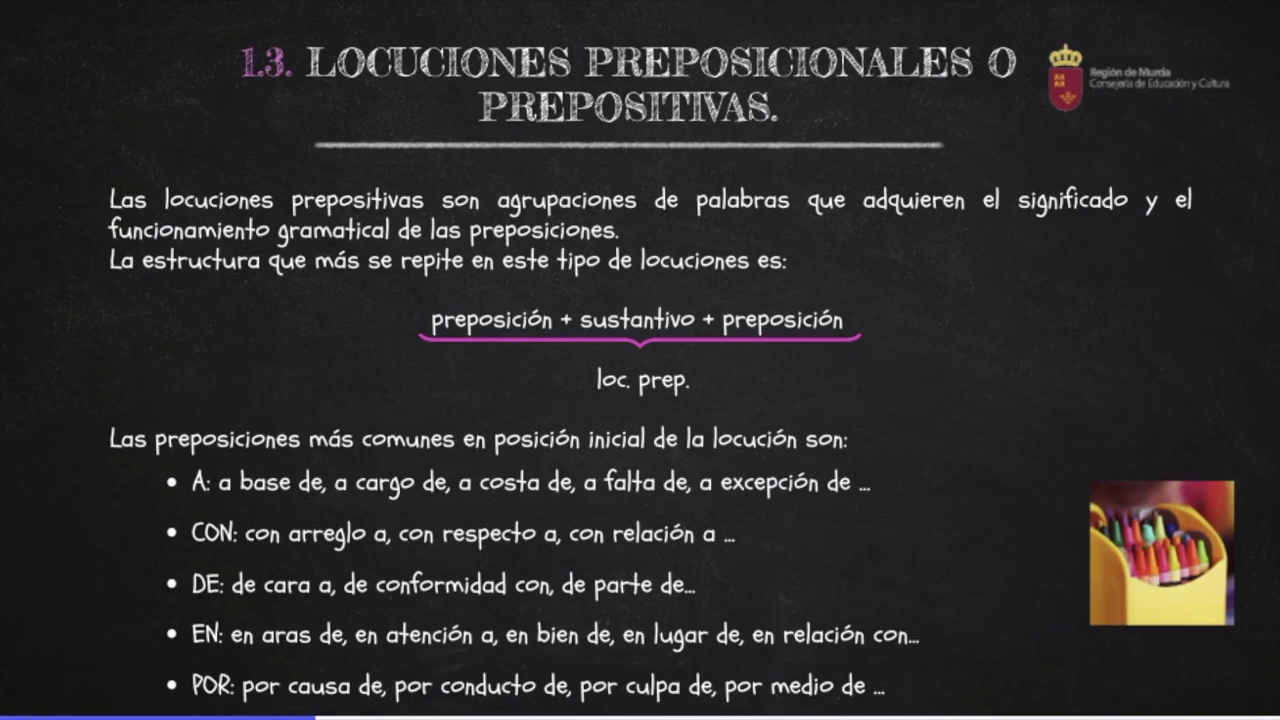 1.3. LOCUCIONES PREPOSICIONALES O
PREPOSITIVAS.
Región de Murcia
Consejería de Educación y Cultura
Las locuciones prepositivas son agrupaciones de palabras que adquieren el significado y el
funcionamiento gramatical de las preposiciones.
La estructura que más se repite en este tipo de locuciones es:
preposición + sustantivo + preposición
loc. prep.
Las preposiciones más comunes en posición inicial de la locución son:
• A: a base de, a cargo de, a costa de, a falta de, a excepción de ...
• CON: con arreglo a, con respecto a, con relación a ...
• DE: de cara a, de conformidad con, de parte de...
• EN: en aras de, en atención a, en bien de, en lugar de, en relación con...
• POR: por causa de, por conducto de, por culpa de, por medio de ...